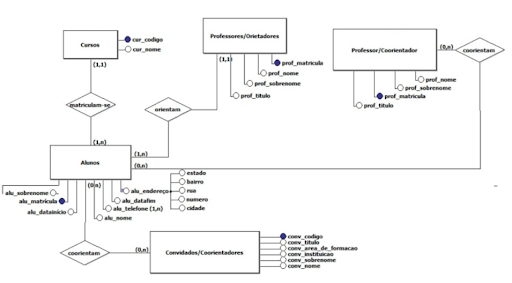 Cursos
cur_codigo
cur_nome
(1,1)
matriculam-se
(1,n)
Professores/Orietadores
(1,1)
prof_matricula
prof_nome
prof_sobrenome
prof_titulo
orientam
(1,n)
Professor/Coorientador
(0,n)
coorientam
prof_nome
prof_sobrenome
prof_matricula
prof_titulo
(0,n)
Alunos
(0,n)
alu_sobrenome
alu_matricula
alu_datainicio
alu_nome
alu_telefone (1,n)
alu_datafim
alu_endereço
estado
bairro
rua
numero
cidade
coorientam
(0,n)
Convidados/Coorientadores
conv_codigo
conv_titulo
conv_area_de_formacao
conv_instituicao
conv_sobrenome
conv_nome